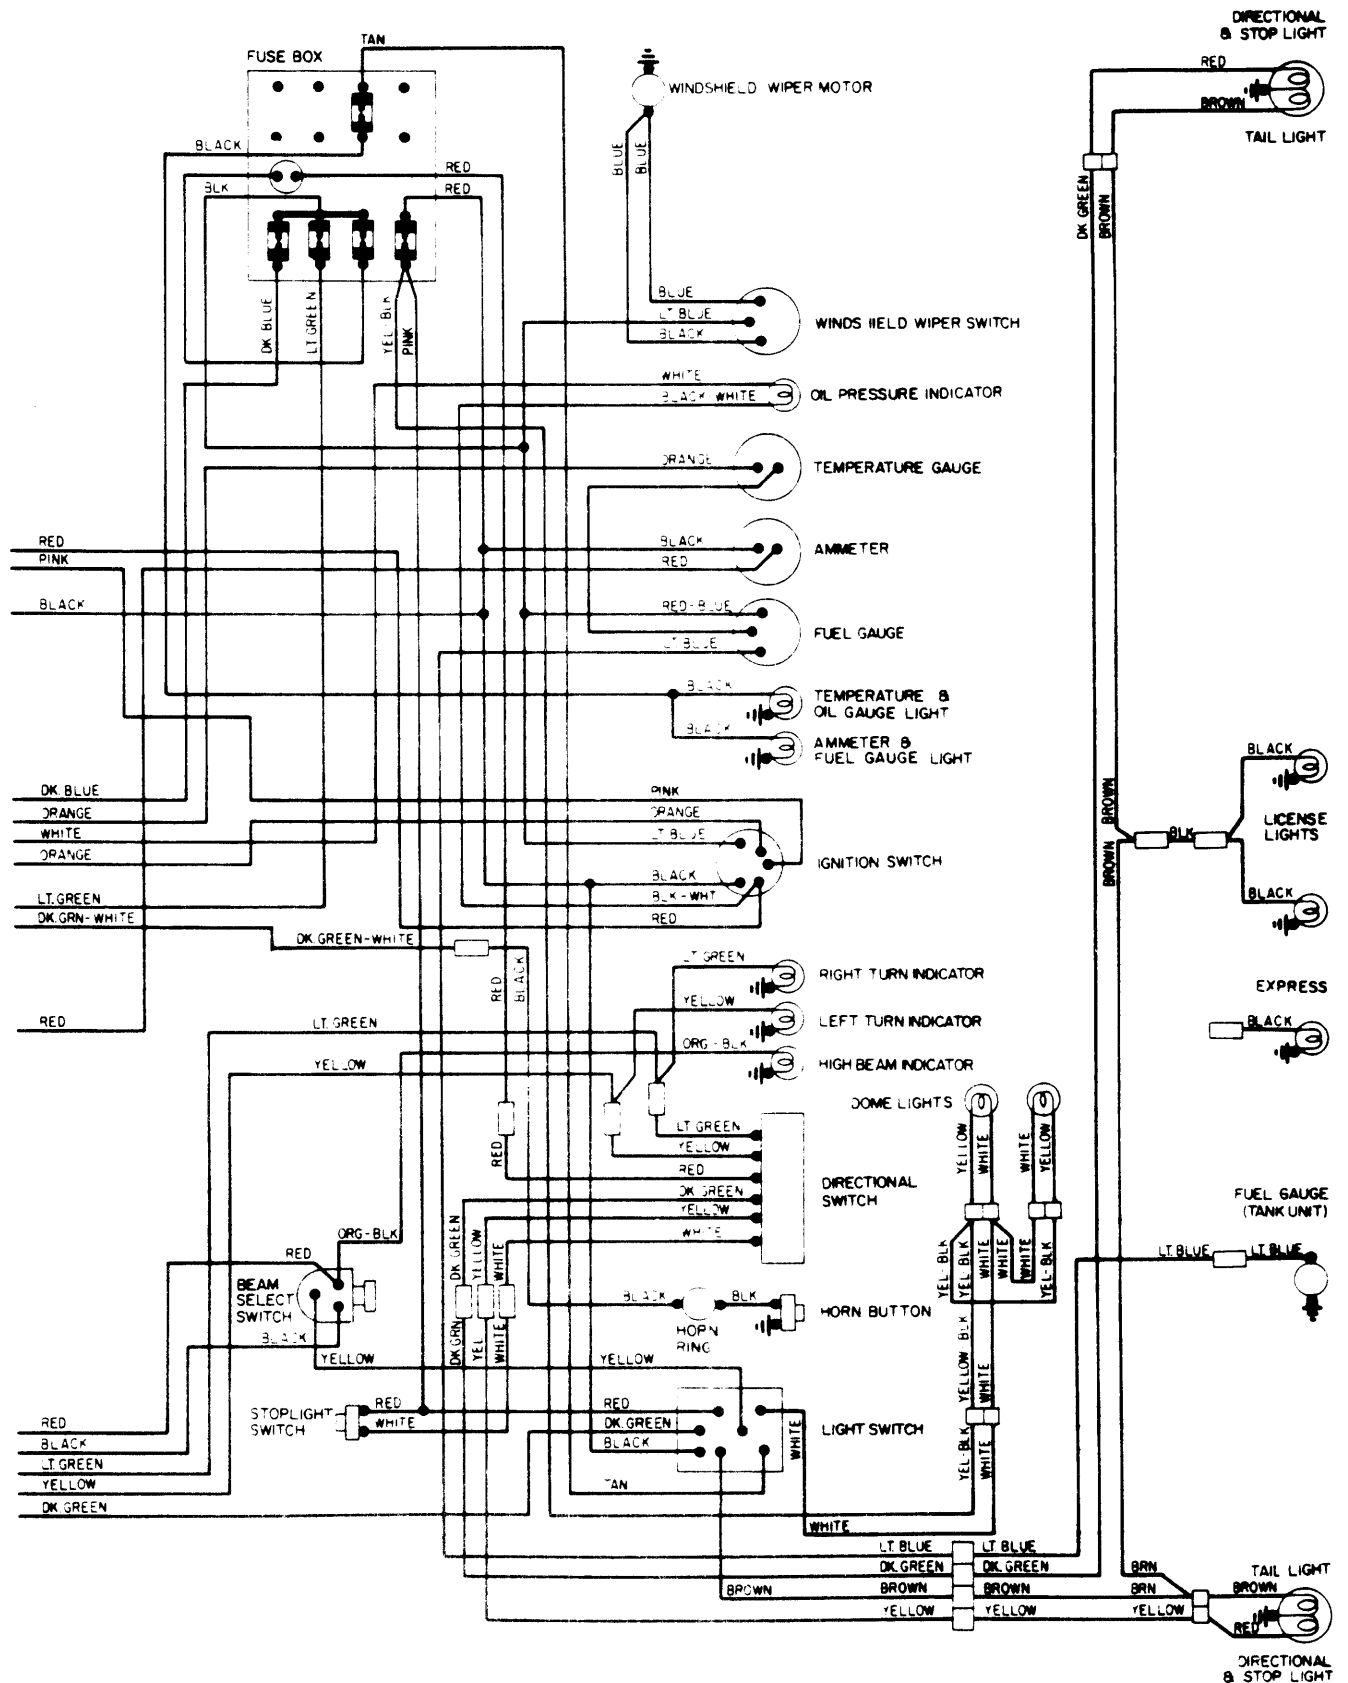 DIRECTIONAL
& STOP LIGHT
TAN
FUSE BOX
RED
WINDSHIELD WIPER MOTOR
BROWN
TAIL LIGHT
BLACK
BLUE
BLUE
RED
BLK
RED
DK GREEN
BROWN
DK BLUE
LT GREEN
YEL-BLK
PINK
BLUE
LT BLUE
BLACK
WINDSHIELD WIPER SWITCH
WHITE
BLACK-WHITE
OIL PRESSURE INDICATOR
ORANGE
TEMPERATURE GAUGE
RED
PINK
BLACK
RED
AMMETER
BLACK
RED-BLUE
LT BLUE
FUEL GAUGE
BLACK
TEMPERATURE &
OIL GAUGE LIGHT
BLACK
AMMETER &
FUEL GAUGE LIGHT
BLACK
LICENSE
LIGHTS
BLK
BROWN
BROWN
BLACK
DK. BLUE
ORANGE
WHITE
ORANGE
LT. GREEN
DK. GRN-WHITE
PINK
ORANGE
LT BLUE
BLACK
BLK-WHT
RED
IGNITION SWITCH
DK. GREEN-WHITE
RED
BLACK
LT GREEN
RIGHT TURN INDICATOR
YELLOW
LEFT TURN INDICATOR
ORG-BLK
HIGH BEAM INDICATOR
EXPRESS
BLACK
RED
LT. GREEN
YELLOW
DOME LIGHTS
YELLOW
WHITE
WHITE
YELLOW
RED
LT GREEN
YELLOW
RED
DK GREEN
YELLOW
WHITE
DIRECTIONAL
SWITCH
FUEL GAUGE
(TANK UNIT)
LT. BLUE
LT. BLUE
ORG-BLK
RED
BEAM
SELECT
SWITCH
BLACK
YELLOW
DK GREEN
YELLOW
WHITE
DK GRN
YEL
WHITE
YEL-BLK
YEL BLK
WHITE
WHITE
WHITE
YEL-BLK
BLACK
BLK
HORN
RING
HORN BUTTON
YELLOW BLK
WHITE
YELLOW
STOPLIGHT
SWITCH
RED
WHITE
RED
DK. GREEN
BLACK
TAN
WHITE
LIGHT SWITCH
YEL-BLK
WHITE
WHITE
RED
BLACK
LT GREEN
YELLOW
DK. GREEN
LT. BLUE
LT BLUE
DK. GREEN
DK. GREEN
BROWN
BROWN
BROWN
YELLOW
YELLOW
BRN
BRN
YELLOW
TAIL LIGHT
BROWN
RED
DIRECTIONAL
& STOP LIGHT